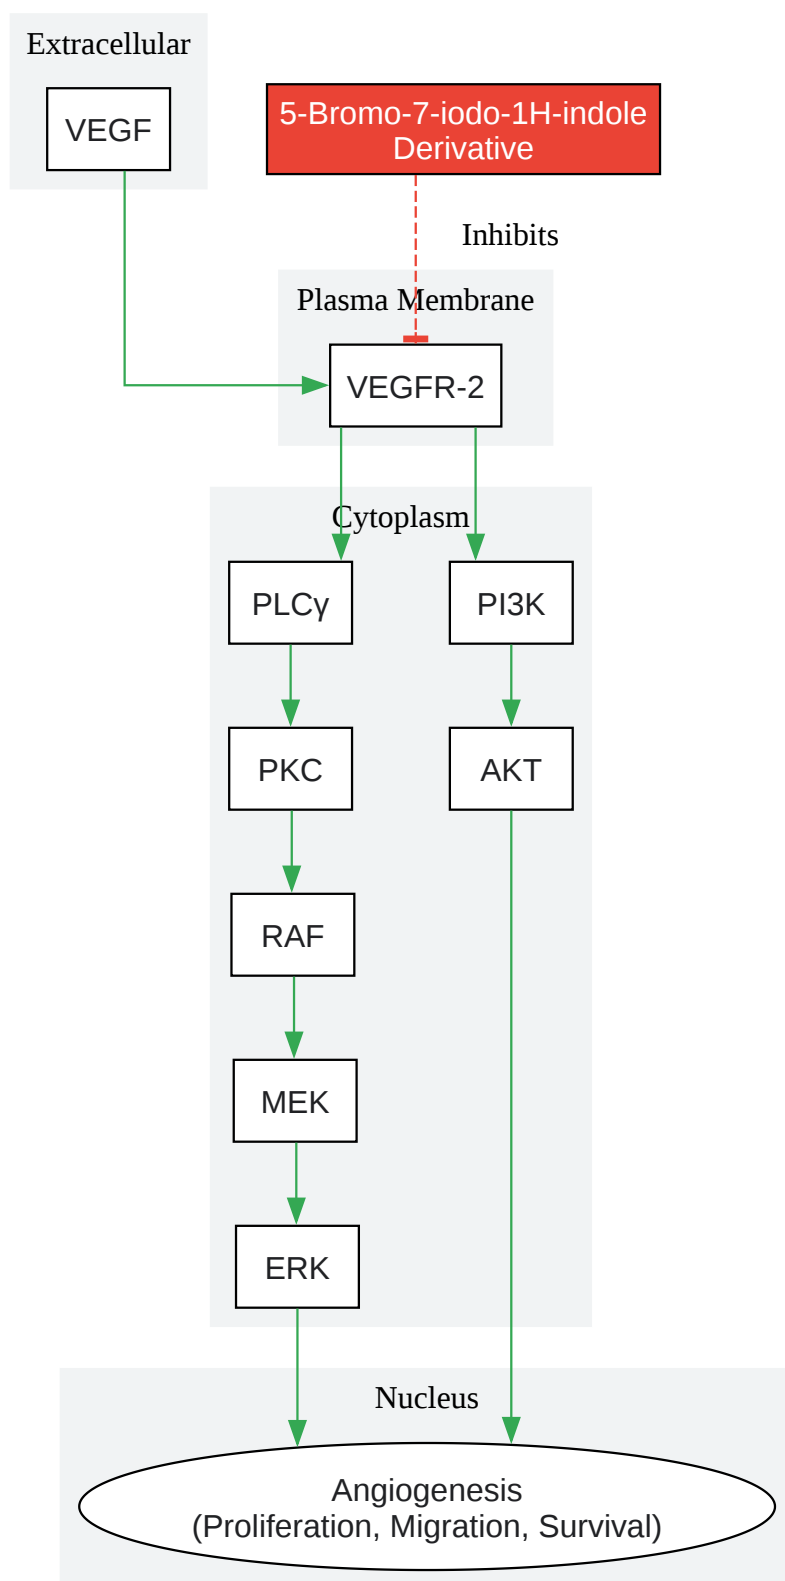 Extracellular
VEGF
5-Bromo-7-iodo-1H-indole
Derivative
Inhibits
Plasma Membrane
VEGFR-2
Cytoplasm
PLCγ
PI3K
PKC
AKT
RAF
MEK
ERK
Nucleus
Angiogenesis
(Proliferation, Migration, Survival)